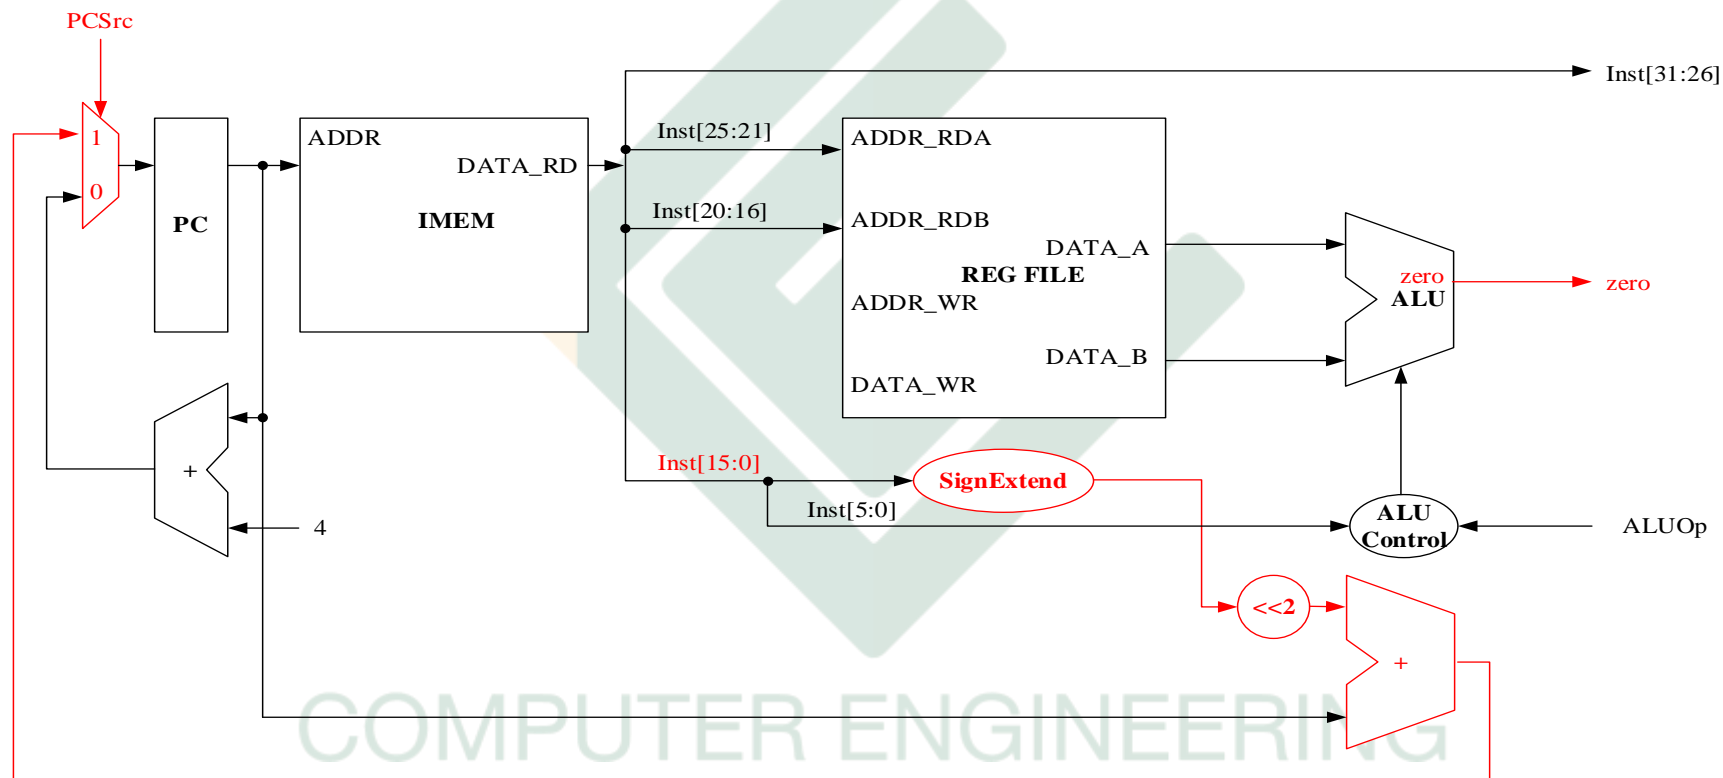 PCSrc
Inst[31:26]
1
0
PC
ADDR
DATA_RD
IMEM
Inst[25:21]
Inst[20:16]
ADDR_RDA
ADDR_RDB
DATA_A
REG FILE
ADDR_WR
DATA_B
DATA_WR
zero
ALU
zero
+
4
Inst[15:0]
SignExtend
Inst[5:0]
ALU
Control
ALUOp
<<2
+
COMPUTER ENGINEERING